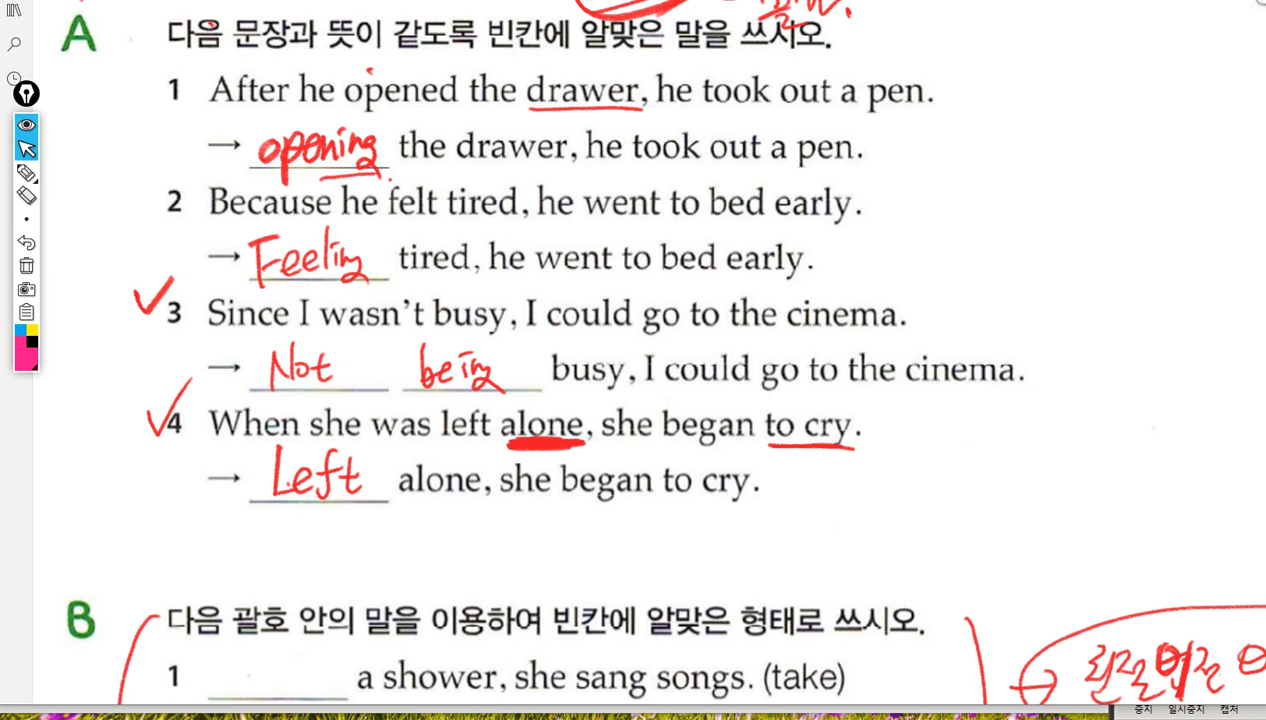 A 다음 문장과 뜻이 같도록 빈칸에 알맞은 말을 쓰시오.
1 After he opened the drawer, he took out a pen.
→ opening the drawer, he took out a pen.
2 Because he felt tired, he went to bed early.
→ Feeling tired, he went to bed early.
3 Since I wasn't busy, I could go to the cinema.
→ Not being busy, I could go to the cinema.
4 When she was left alone, she began to cry.
→ Left alone, she began to cry.
B 다음 괄호 안의 말을 이용하여 빈칸에 알맞은 형태로 쓰시오.
1 a shower, she sang songs. (take)
중지 일시중지 캡처